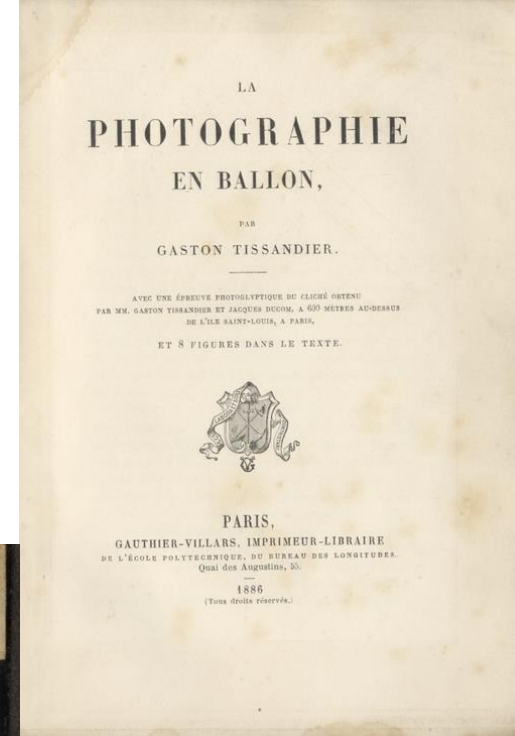 LA
PHOTOGRAPHIE
EN BALLON,
PAR
GASTON TISSANDIER.
AVEC UNE ÉPREUVE PHOTOGLYPTIQUE DU CLICHÉ OBTENU
PAR MM. GASTON TISSANDIER ET JACQUES DUCOM, A 600 MÈTRES AU-DESSUS
DE L'ILE SAINT-LOUIS, A PARIS,
ET 8 FIGURES DANS LE TEXTE.
PARIS,
GAUTHIER-VILLARS, IMPRIMEUR-LIBRAIRE
DE L'ÉCOLE POLYTECHNIQUE, DU BUREAU DES LONGITUDES.
Quai des Augustins, 55.
1886
(Tous droits réservés.)